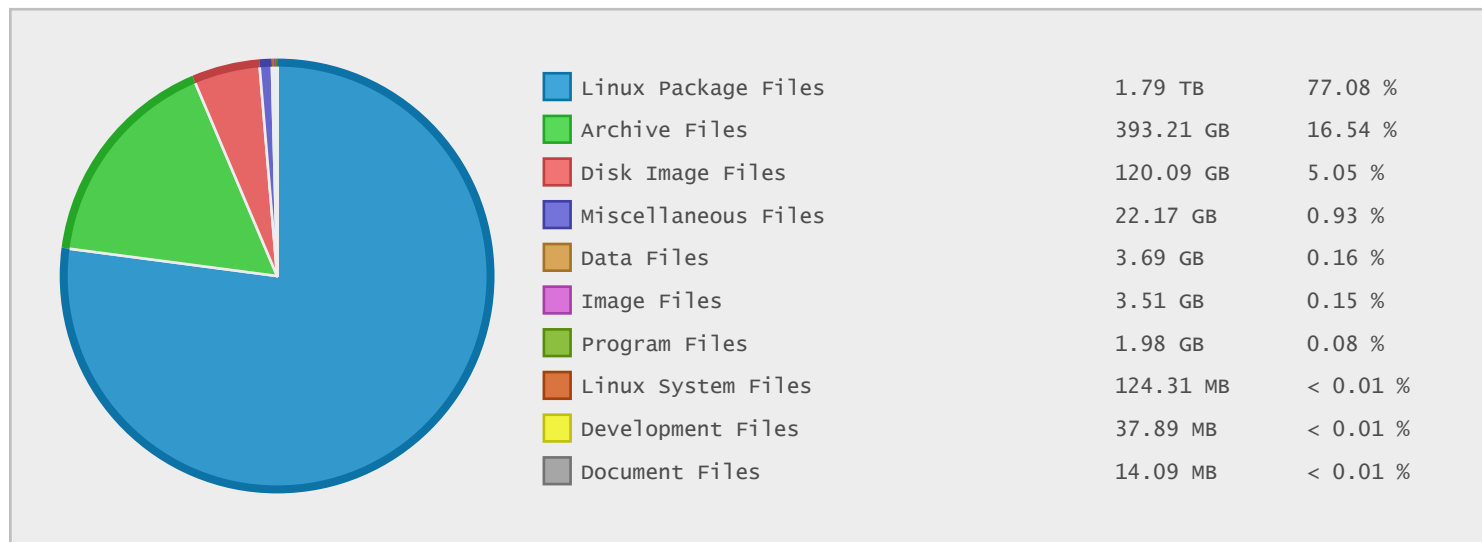 Linux Package Files 1.79 TB 77.08 %
Archive Files 393.21 GB 16.54 %
Disk Image Files 120.09 GB 5.05 %
Miscellaneous Files 22.17 GB 0.93 %
Data Files 3.69 GB 0.16 %
Image Files 3.51 GB 0.15 %
Program Files 1.98 GB 0.08 %
Linux System Files 124.31 MB < 0.01 %
Development Files 37.89 MB < 0.01 %
Document Files 14.09 MB < 0.01 %